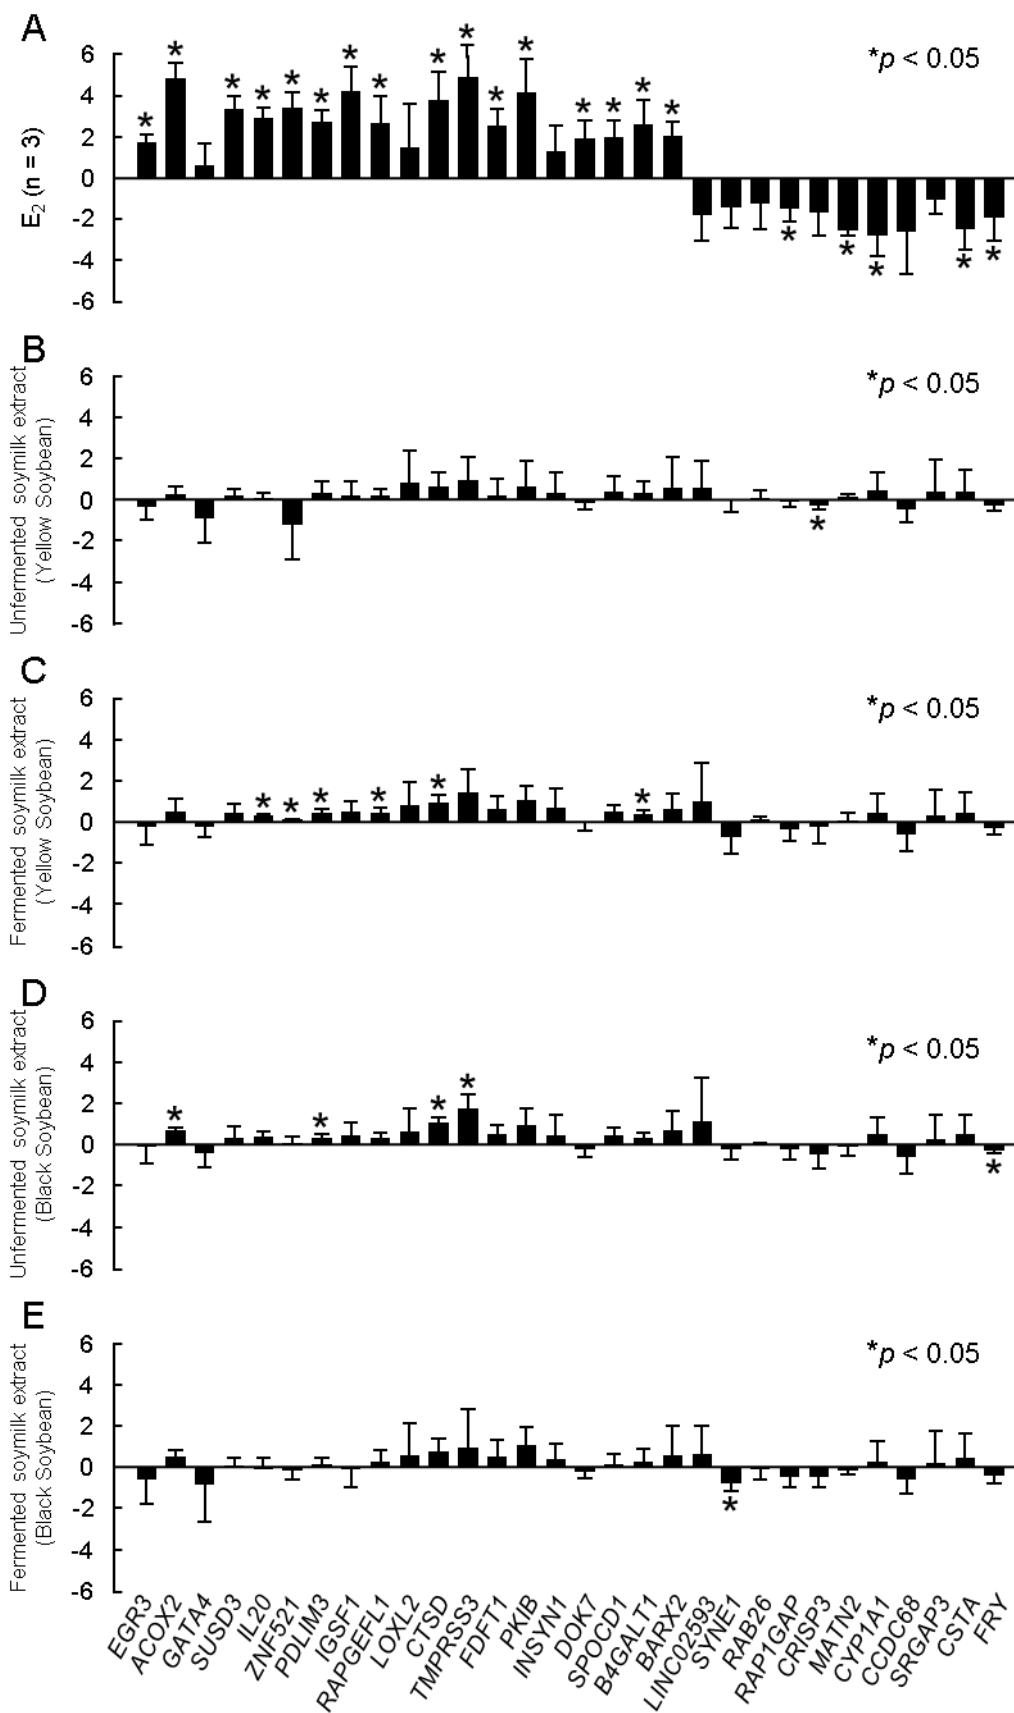 A
6
4
2
0
-2
-4
-6
E2 (n = 3)
*p < 0.05
* * * * * * * * * * * * * * * *
* * * * *
B
6
4
2
0
-2
-4
-6
Unfermented soymilk extract
(Yellow Soybean)
*p < 0.05
*
C
6
4
2
0
-2
-4
-6
Fermented soymilk extract
(Yellow Soybean)
*p < 0.05
* * * * * *
D
6
4
2
0
-2
-4
-6
Unfermented soymilk extract
(Black Soybean)
*p < 0.05
* * * *
*
E
6
4
2
0
-2
-4
-6
Fermented soymilk extract
(Black Soybean)
*p < 0.05
*
EGR3
ACOX2
GATA4
SUSD3
IL20
ZNF521
PDLIM3
IGSF1
RAPGEFL1
LOXL2
CTSD
TMPRSS3
FDFT1
PKIB
INSYN1
DOK7
SPOCD1
B4GALT1
BARX2
LINC02593
SYNE1
RAB26
RAP1GAP
CRISP3
MATN2
CYP1A1
CCDC68
SRGAP3
CSTA
FRY